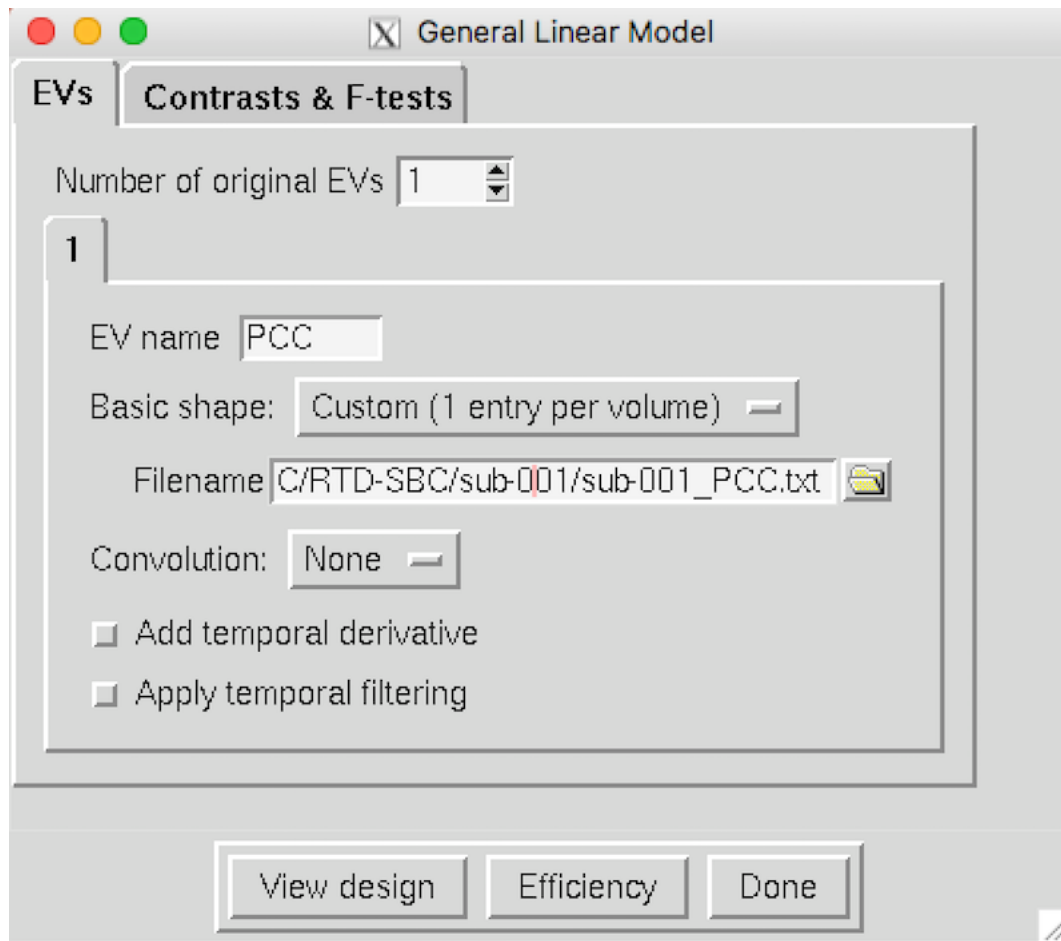 General Linear Model
EVs
Contrasts & F-tests
Number of original EVs 1
1
EV name PCC
Basic shape: Custom (1 entry per volume)
Filename C/RTD-SBC/sub-001/sub-001_PCC.txt
Convolution: None
Add temporal derivative
Apply temporal filtering
View design Efficiency Done